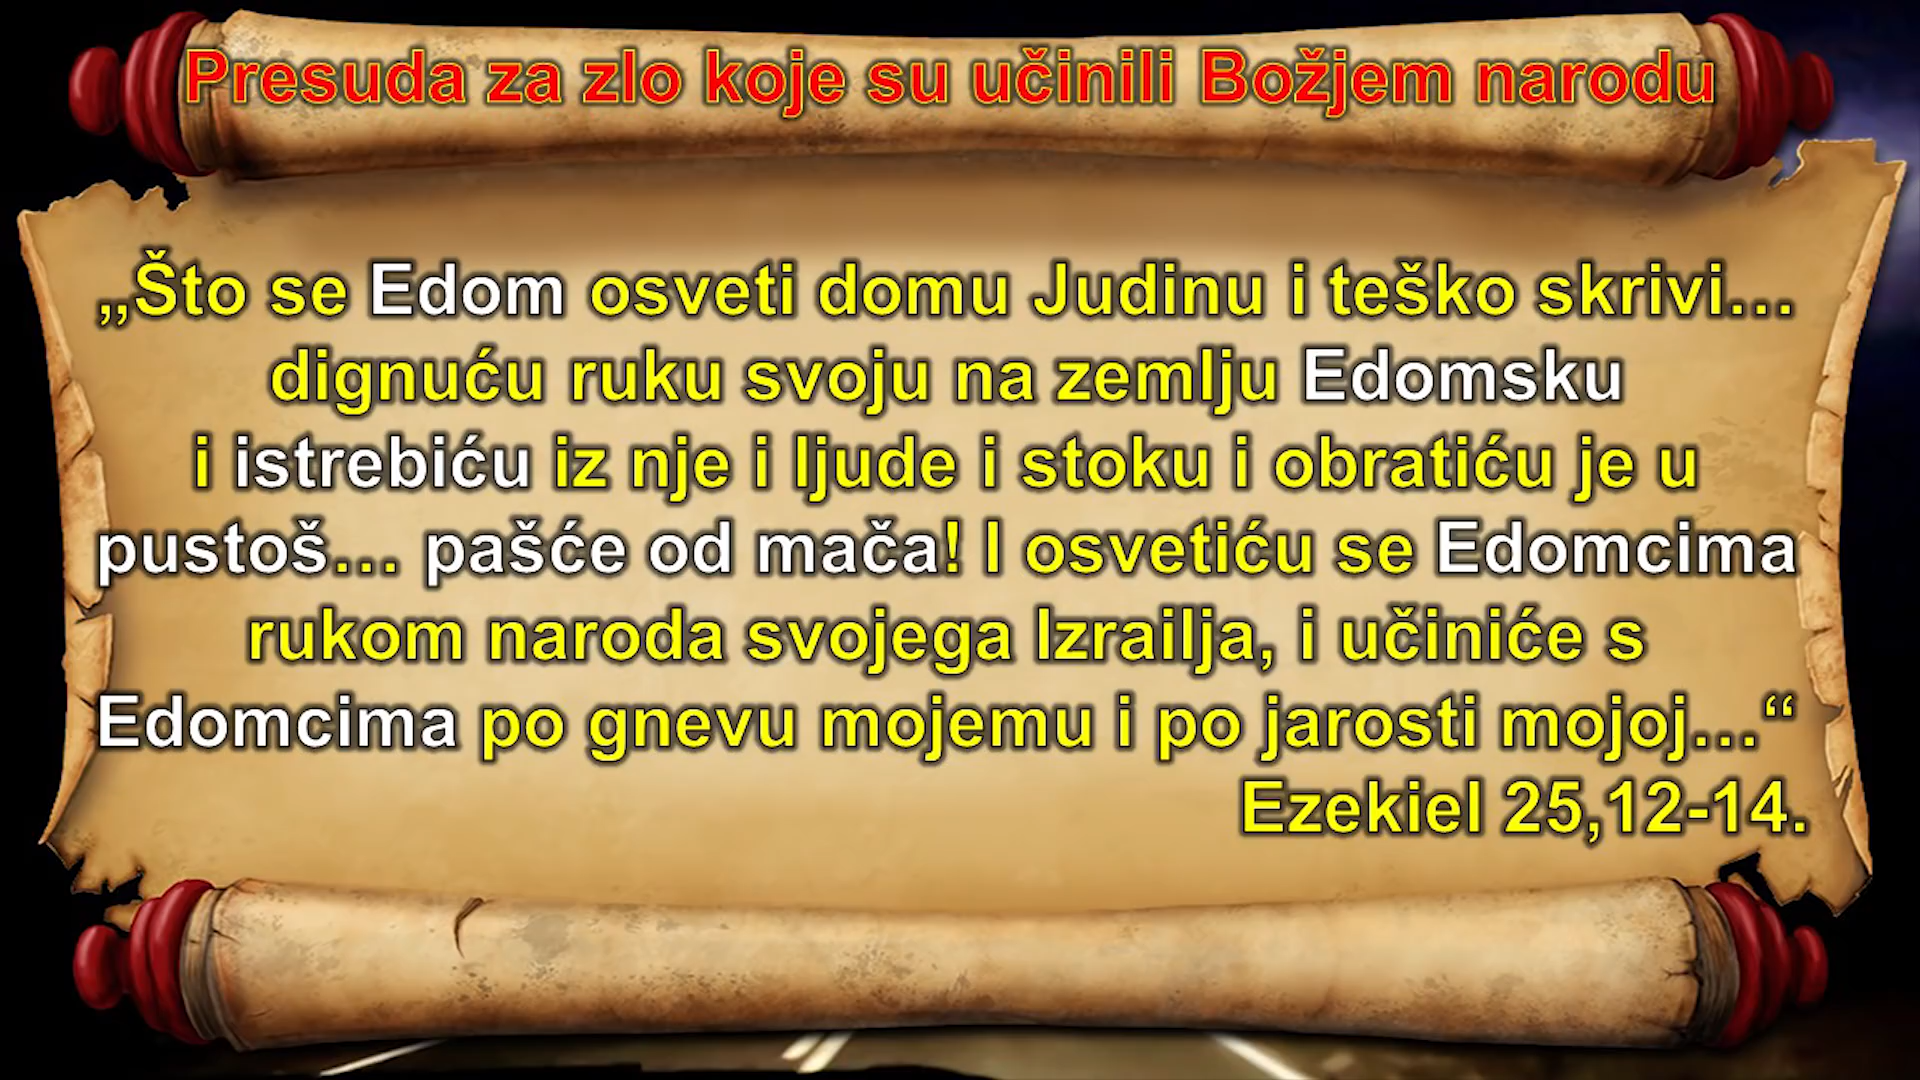 Presuda za zlo koje su učinili Božjem narodu
„Što se Edom osveti domu Judinu i teško skrivi…
dignuću ruku svoju na zemlju Edomsku
i istrebiću iz nje i ljude i stoku i obratiću je u
pustoš… pašće od mača! I osvetiću se Edomcima
rukom naroda svojega Izrailja, i učiniće s
Edomcima po gnevu mojemu i po jarosti mojoj…“
Ezekiel 25,12-14.